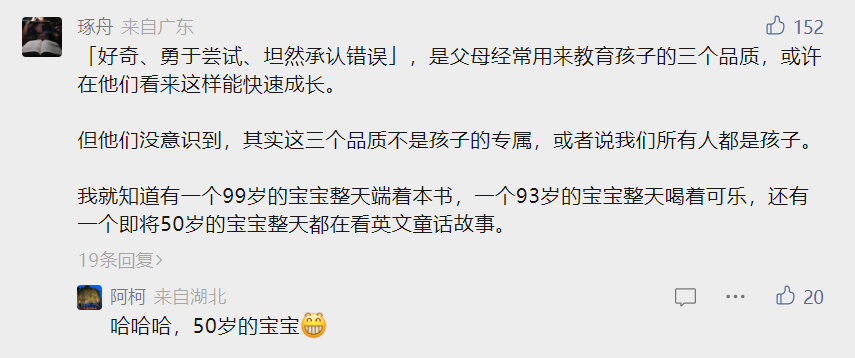 琢舟 来自广东 152
「好奇、勇于尝试、坦然承认错误」，是父母经常用来教育孩子的三个品质，或许
在他们看来这样能快速成长。
但他们没意识到，其实这三个品质不是孩子的专属，或者说我们所有人都是孩子。
我就知道有一个99岁的宝宝整天端着本书，一个93岁的宝宝整天喝着可乐，还有
一个即将50岁的宝宝整天都在看英文童话故事。
19条回复>
阿柯 来自湖北 20
哈哈哈，50岁的宝宝😁